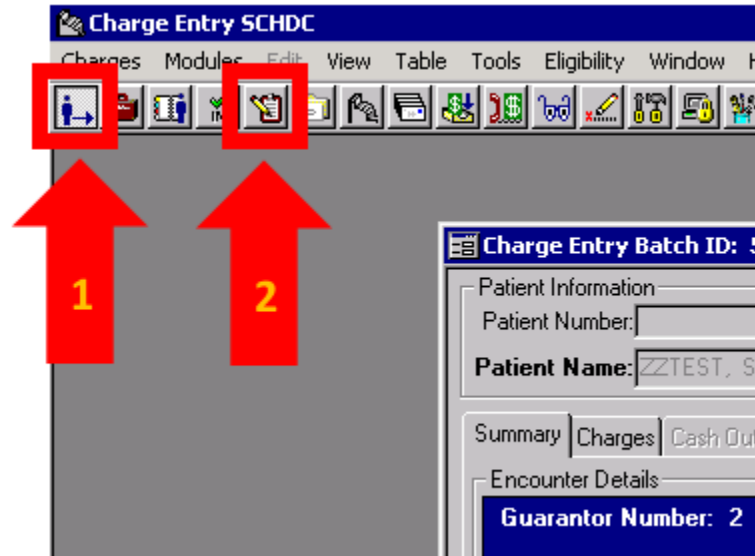 Charge Entry SCHDC
Charges Modules Edit View Table Tools Eligibility Window
1 2
Charge Entry Batch ID:
Patient Information
Patient Number:
Patient Name: ZZTEST, S
Summary Charges Cash Out
Encounter Details
Guarantor Number: 2